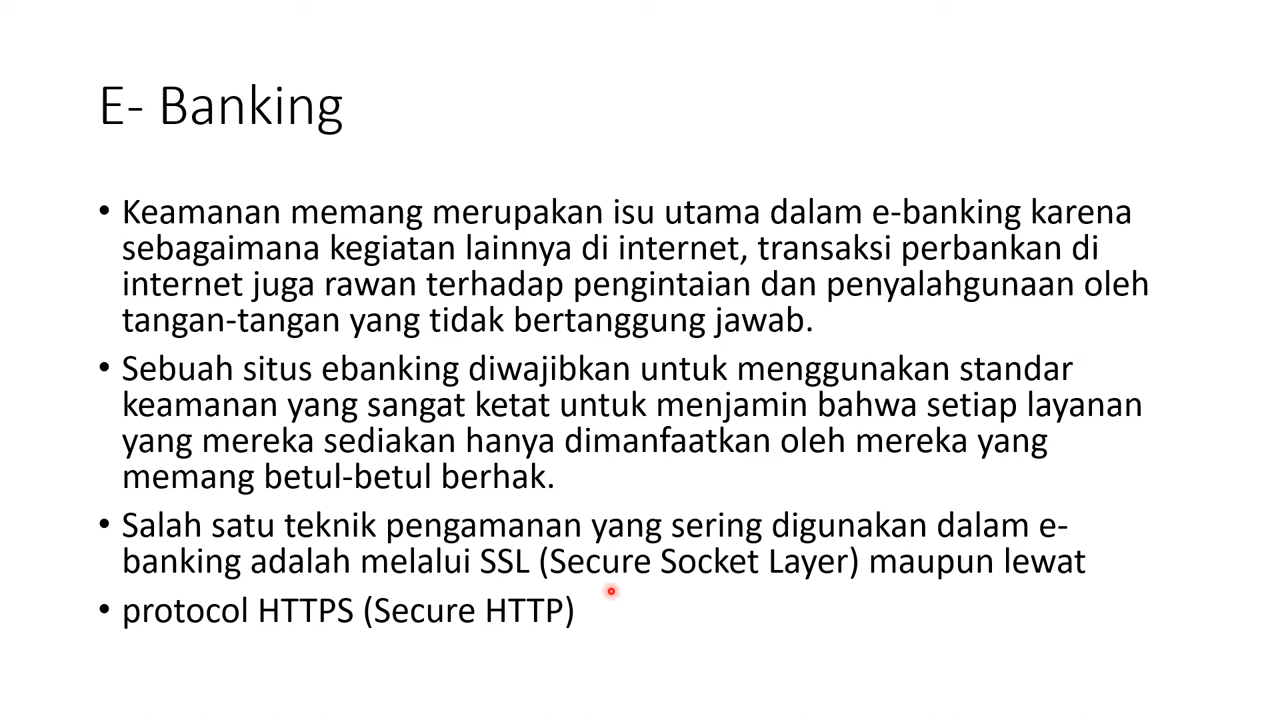 E- Banking
• Keamanan memang merupakan isu utama dalam e-banking karena
sebagaimana kegiatan lainnya di internet, transaksi perbankan di
internet juga rawan terhadap pengintaian dan penyalahgunaan oleh
tangan-tangan yang tidak bertanggung jawab.
• Sebuah situs ebanking diwajibkan untuk menggunakan standar
keamanan yang sangat ketat untuk menjamin bahwa setiap layanan
yang mereka sediakan hanya dimanfaatkan oleh mereka yang
memang betul-betul berhak.
• Salah satu teknik pengamanan yang sering digunakan dalam e-
banking adalah melalui SSL (Secure Socket Layer) maupun lewat
• protocol HTTPS (Secure HTTP)